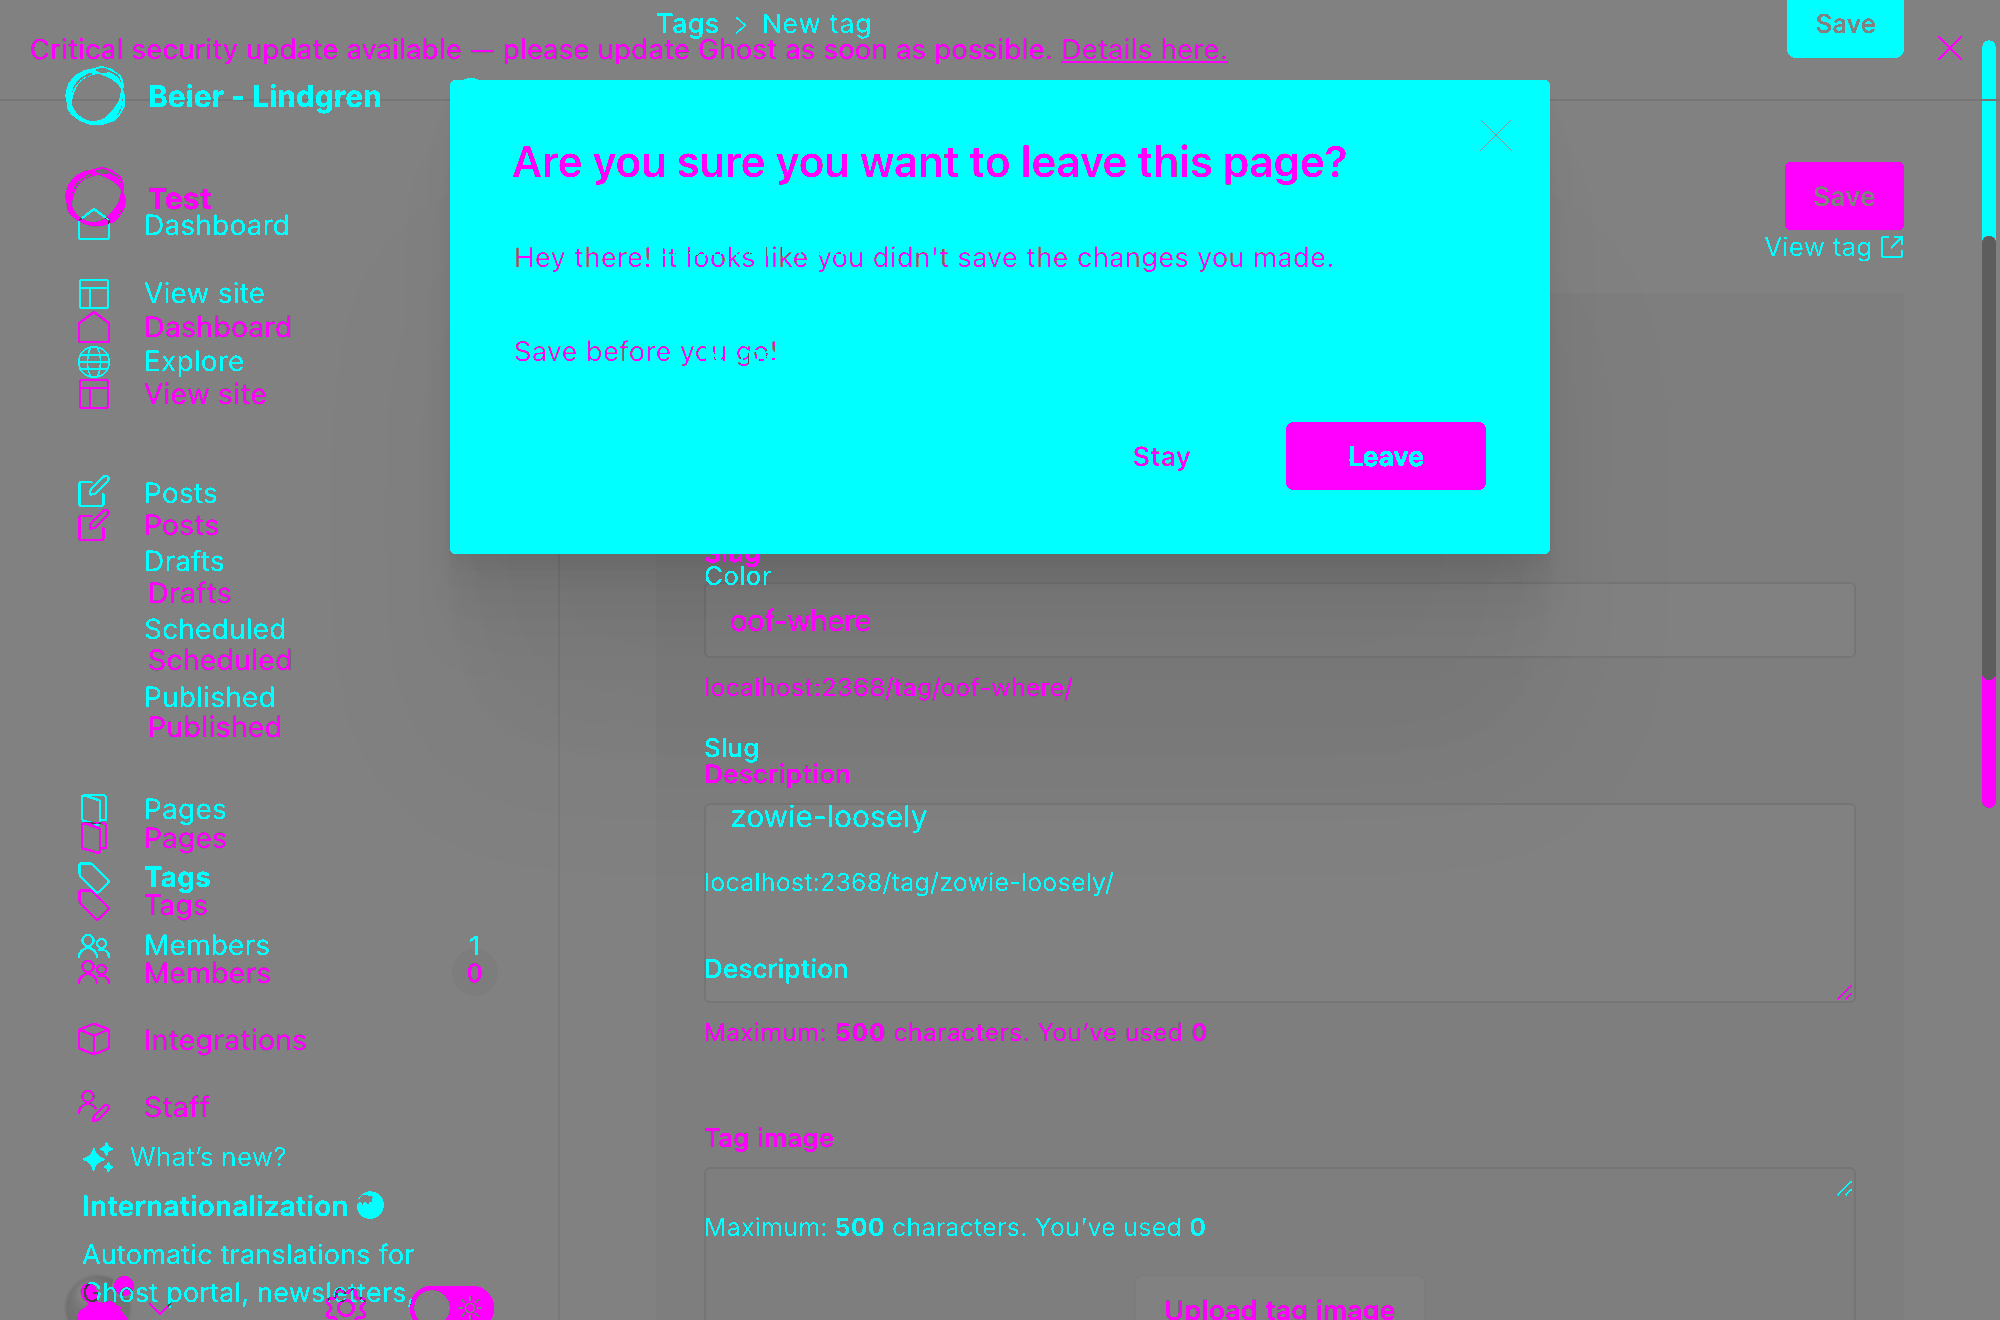 Tags > New tag
Save
Critical security update available — please update Ghost as soon as possible. Details here.
Beier - Lindgren
Are you sure you want to leave this page?
Test
Save
Dashboard
View tag
Hey there! It looks like you didn't save the changes you made.
View site
Dashboard
Save before you go!
Explore
View site
Stay
Leave
Posts
Posts
Slug
Drafts
Color
Drafts
oof-where
Scheduled
Scheduled
localhost:2368/tag/oof-where/
Published
Published
Slug
Description
Pages
zowie-loosely
Pages
Tags
localhost:2368/tag/zowie-loosely/
Tags
Members 1
Members 0
Description
Maximum: 500 characters. You've used 0
Integrations
Staff
Tag image
What's new?
Internationalization
Maximum: 500 characters. You've used 0
Automatic translations for
Ghost portal, newsletters,
Upload tag image